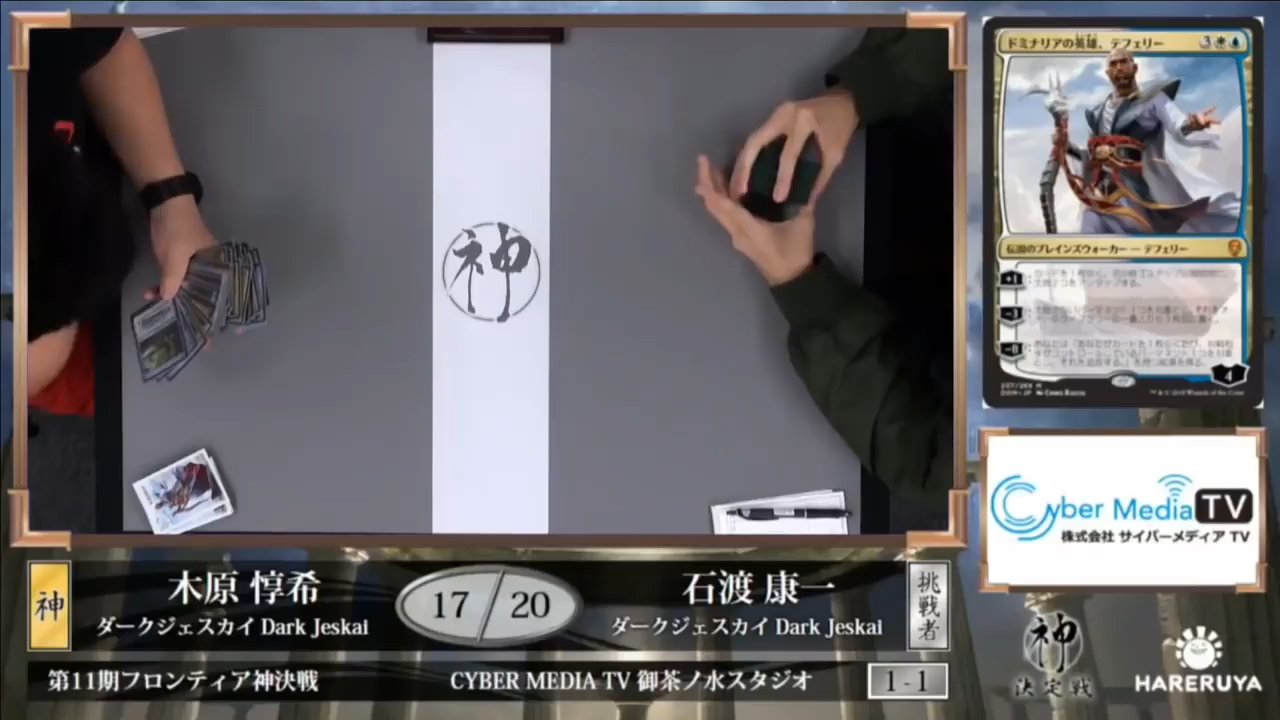 神
ドミナリアの英雄、テフェリー
3
伝説のプレインズウォーカー — テフェリー
+1
-3
-8
4
Cyber Media TV
株式会社 サイバーメディア TV
神
木原 惇希
ダークジェスカイ Dark Jeskai
17 / 20
石渡 康一
ダークジェスカイ Dark Jeskai
挑戦者
第11期フロンティア神決戦
CYBER MEDIA TV 御茶ノ水スタジオ
1 - 1
神
決定戦
HARERUYA